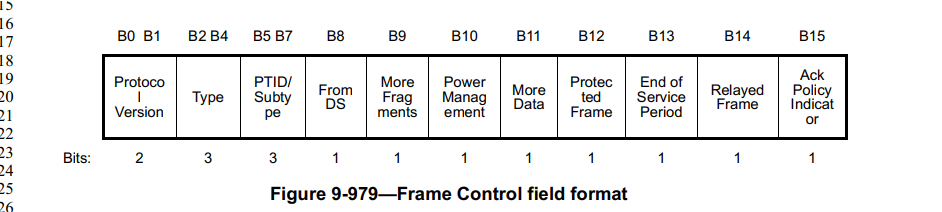 15
16
17
18
19
20
21
22
23
24
25
26
B0 B1 B2 B4 B5 B7 B8 B9 B10 B11 B12 B13 B14 B15
Protoco
l
Version
Type
PTID/
Subty
pe
From
DS
More
Frag
ments
Power
Manag
ement
More
Data
Protec
ted
Frame
End of
Service
Period
Relayed
Frame
Ack
Policy
Indicat
or
Bits: 2 3 3 1 1 1 1 1 1 1 1
Figure 9-979—Frame Control field format